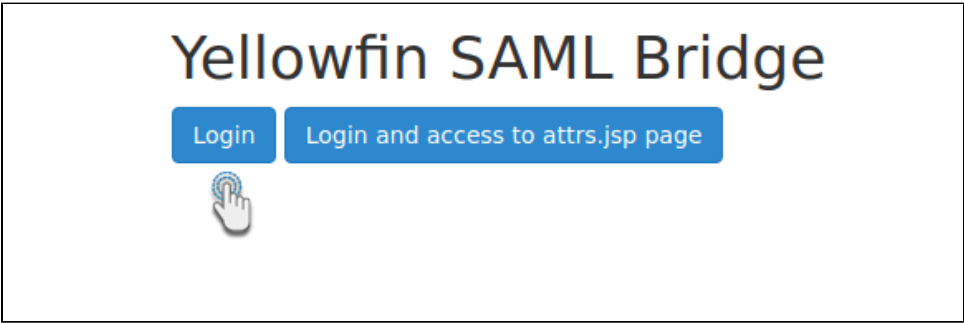 Yellowfin SAML Bridge
Login
Login and access to attrs.jsp page